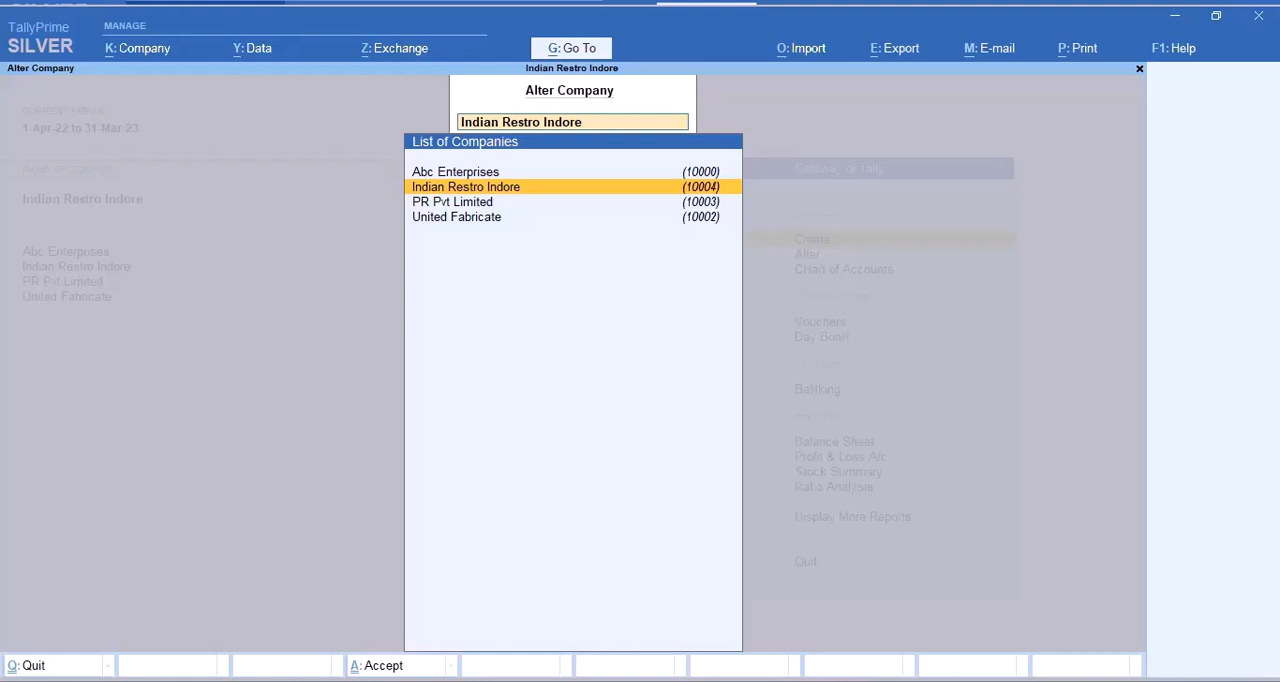 TallyPrime
MANAGE
SILVER
K: Company
Y: Data
Z: Exchange
G: Go To
O: Import
E: Export
M: E-mail
P: Print
F1: Help
Alter Company
Indian Restro Indore
Alter Company
Indian Restro Indore
List of Companies
Abc Enterprises (10000)
Indian Restro Indore (10004)
PR Pvt Limited (10003)
United Fabricate (10002)
1-Apr-22 to 31-Mar-23
Indian Restro Indore
Abc Enterprises
Indian Restro Indore
PR Pvt Limited
United Fabricate
Gateway of Tally
Create
Alter
CHart of Accounts
Vouchers
Day BooK
BaNking
Balance Sheet
Profit & Loss A/c
Stock Summary
Ratio Analysis
Display More Reports
Quit
Q: Quit
A: Accept